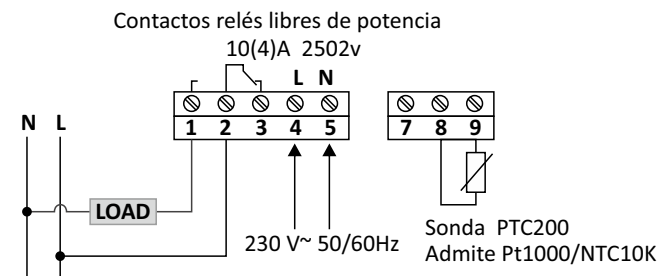 Contactos relés libres de potencia
10(4)A 2502v
L N
N L
1 2 3 4 5
7 8 9
LOAD
230 V~ 50/60Hz
Sonda PTC200
Admite Pt1000/NTC10K